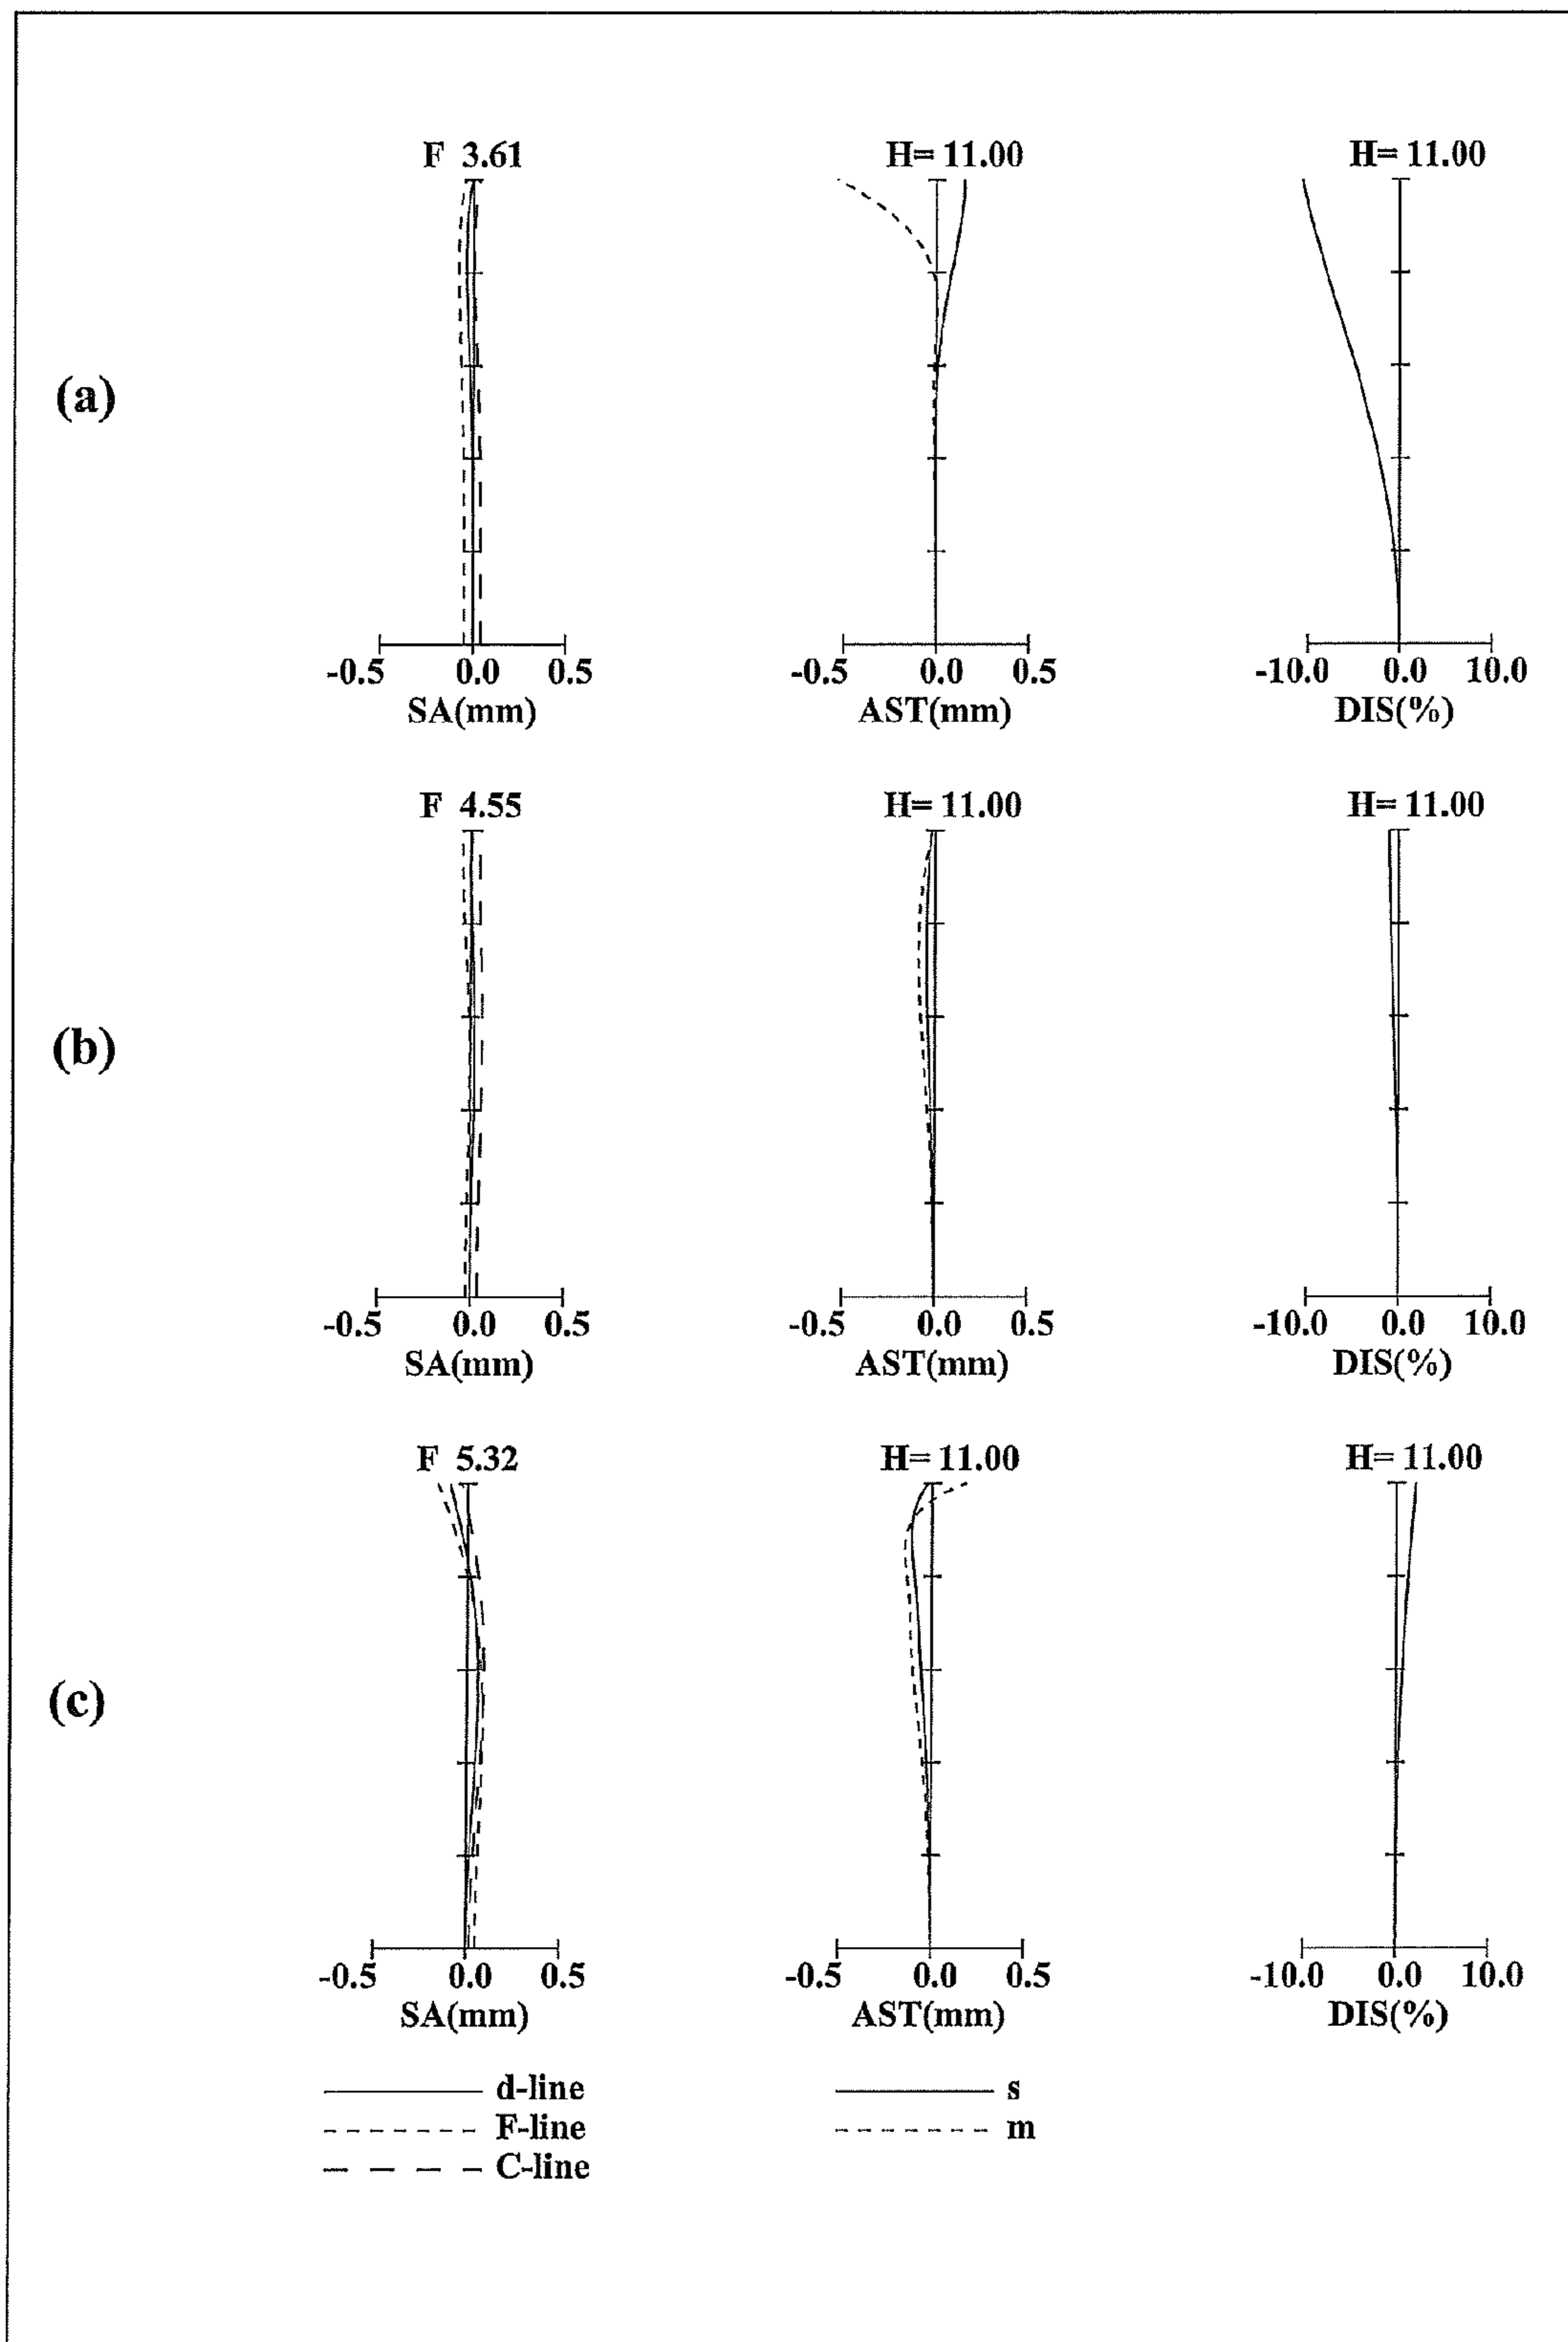 F 3.61 H= 11.00 H= 11.00
(a)
-0.5 0.0 0.5 -0.5 0.0 0.5 -10.0 0.0 10.0
SA(mm) AST(mm) DIS(%)
F 4.55 H= 11.00 H= 11.00
(b)
-0.5 0.0 0.5 -0.5 0.0 0.5 -10.0 0.0 10.0
SA(mm) AST(mm) DIS(%)
F 5.32 H= 11.00 H= 11.00
(c)
-0.5 0.0 0.5 -0.5 0.0 0.5 -10.0 0.0 10.0
SA(mm) AST(mm) DIS(%)
d-line s
F-line m
C-line